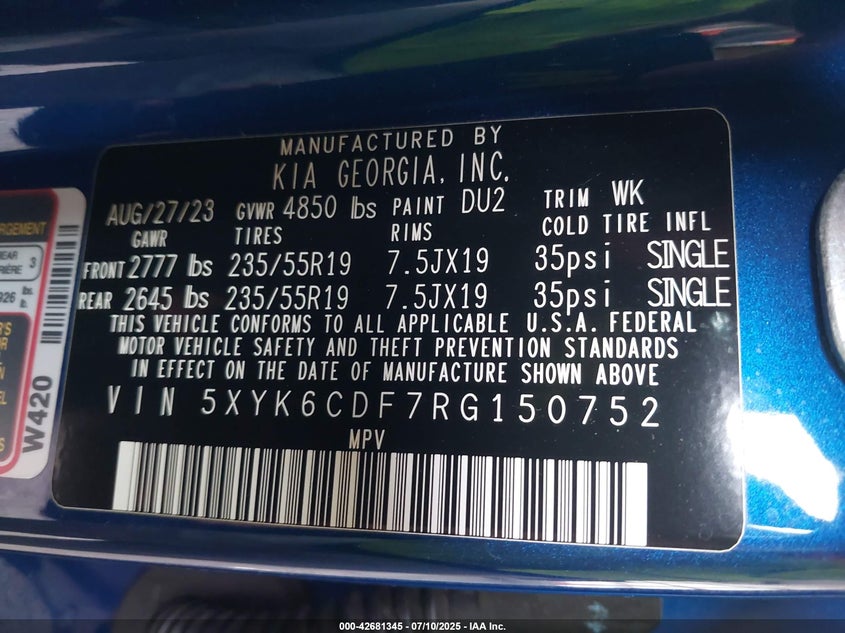 MANUFACTURED BY
KIA GEORGIA, INC.
AUG/27/23 GVWR 4850 lbs PAINT DU2 TRIM WK
GAWR TIRES RIMS COLD TIRE INFL
FRONT 2777 lbs 235/55R19 7.5JX19 35psi SINGLE
REAR 2645 lbs 235/55R19 7.5JX19 35psi SINGLE
THIS VEHICLE CONFORMS TO ALL APPLICABLE U.S.A. FEDERAL
MOTOR VEHICLE SAFETY AND THEFT PREVENTION STANDARDS
IN EFFECT ON THE DATE OF MANUFACTURE SHOWN ABOVE
VIN 5XYK6CDF7RG150752
MPV
REAR 3
lbs.
W420
000-42681345 - 07/10/2025 - IAA Inc.